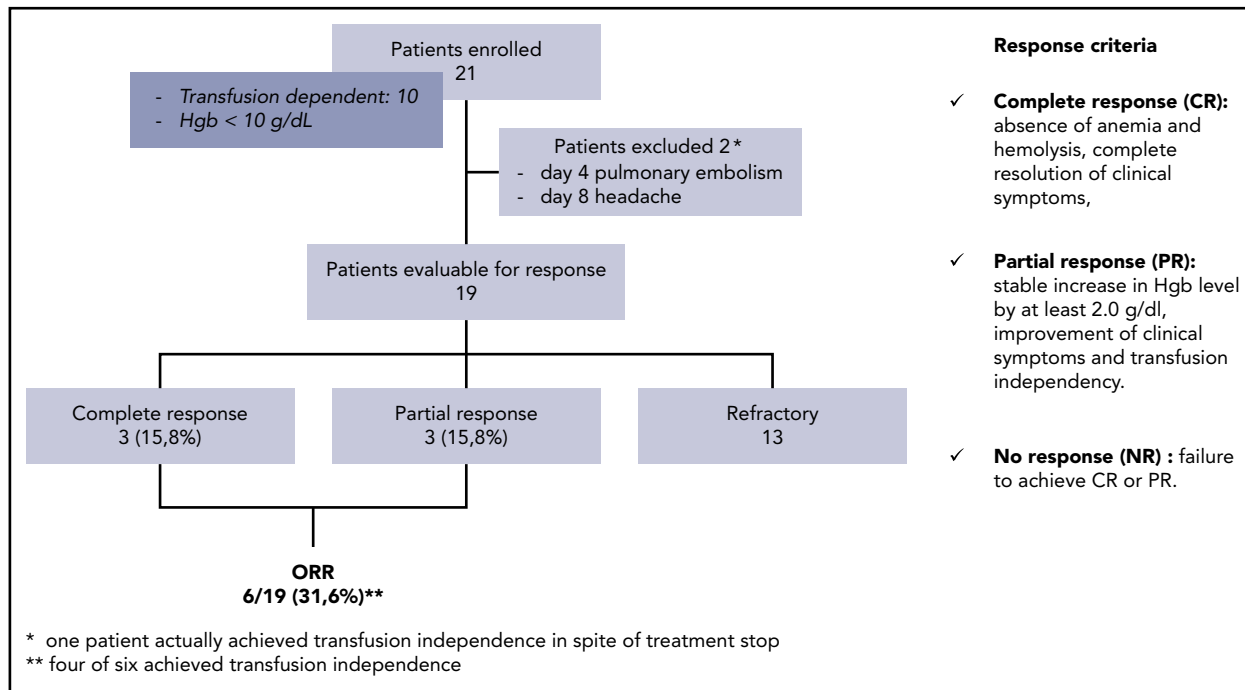 Patients enrolled
21
- Transfusion dependent: 10
- Hgb < 10 g/dL
Patients excluded 2*
- day 4 pulmonary embolism
- day 8 headache
Patients evaluable for response
19
Complete response
3 (15,8%)
Partial response
3 (15,8%)
Refractory
13
ORR
6/19 (31,6%)**
* one patient actually achieved transfusion independence in spite of treatment stop
** four of six achieved transfusion independence
Response criteria
✓ Complete response (CR):
absence of anemia and
hemolysis, complete
resolution of clinical
symptoms,
✓ Partial response (PR):
stable increase in Hgb level
by at least 2.0 g/dl,
improvement of clinical
symptoms and transfusion
independency.
✓ No response (NR) : failure
to achieve CR or PR.